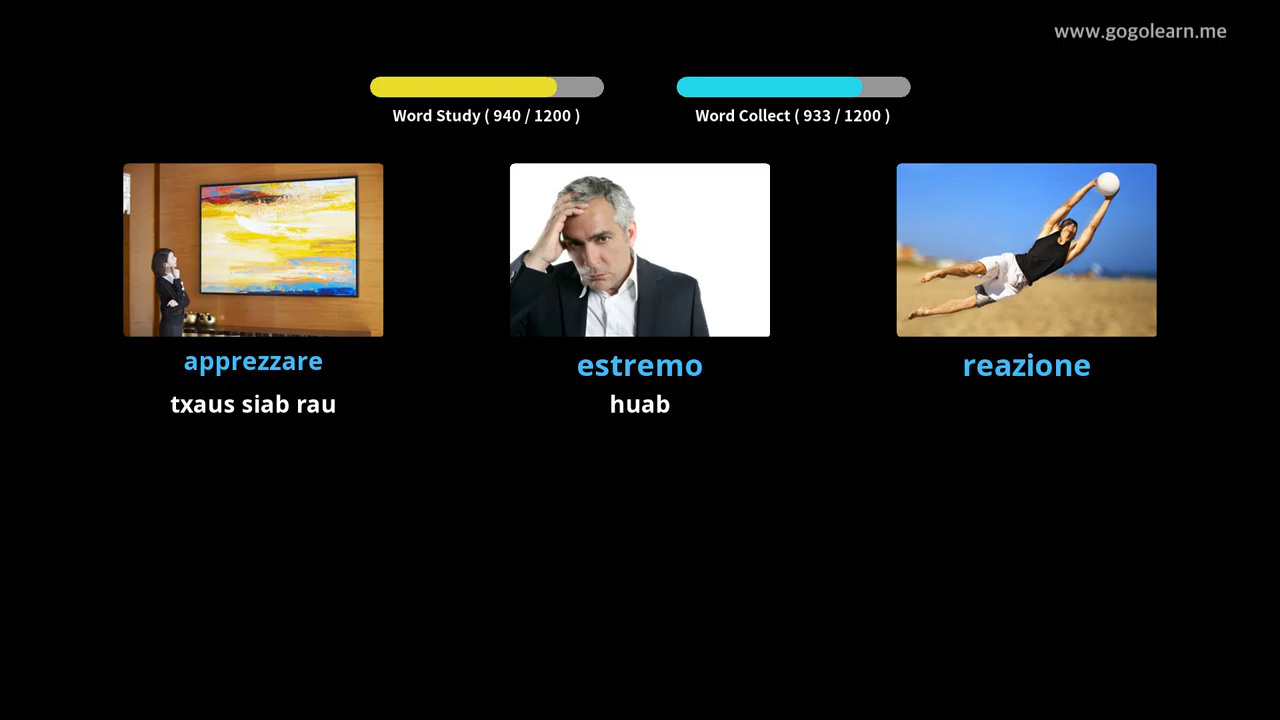 www.gogolearn.me
Word Study ( 940 / 1200 )
Word Collect ( 933 / 1200 )
apprezzare
estremo
reazione
txaus siab rau
huab